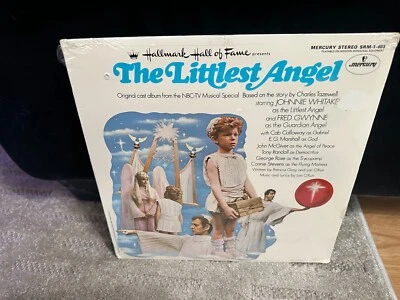 Hallmark Hall of Fame presents
MERCURY STEREO SRM-1-603
mercury
The Littlest Angel
Original cast album from the NBC-TV Musical Special Based on the story by Charles Tazewell
starring JOHNNIE WHITAKER
as the Littlest Angel
and FRED GWYNNE
as the Guardian Angel
with Cab Calloway as Gabriel
E.G. Marshall as God
John McGiver as the Angel of Peace
Tony Randall as Democritus
George Rose as the
Connie Stevens as the Flying Mistress
Written by Patricia Gray and Lan O'Kun
Music and Lyrics by Lan O'Kun